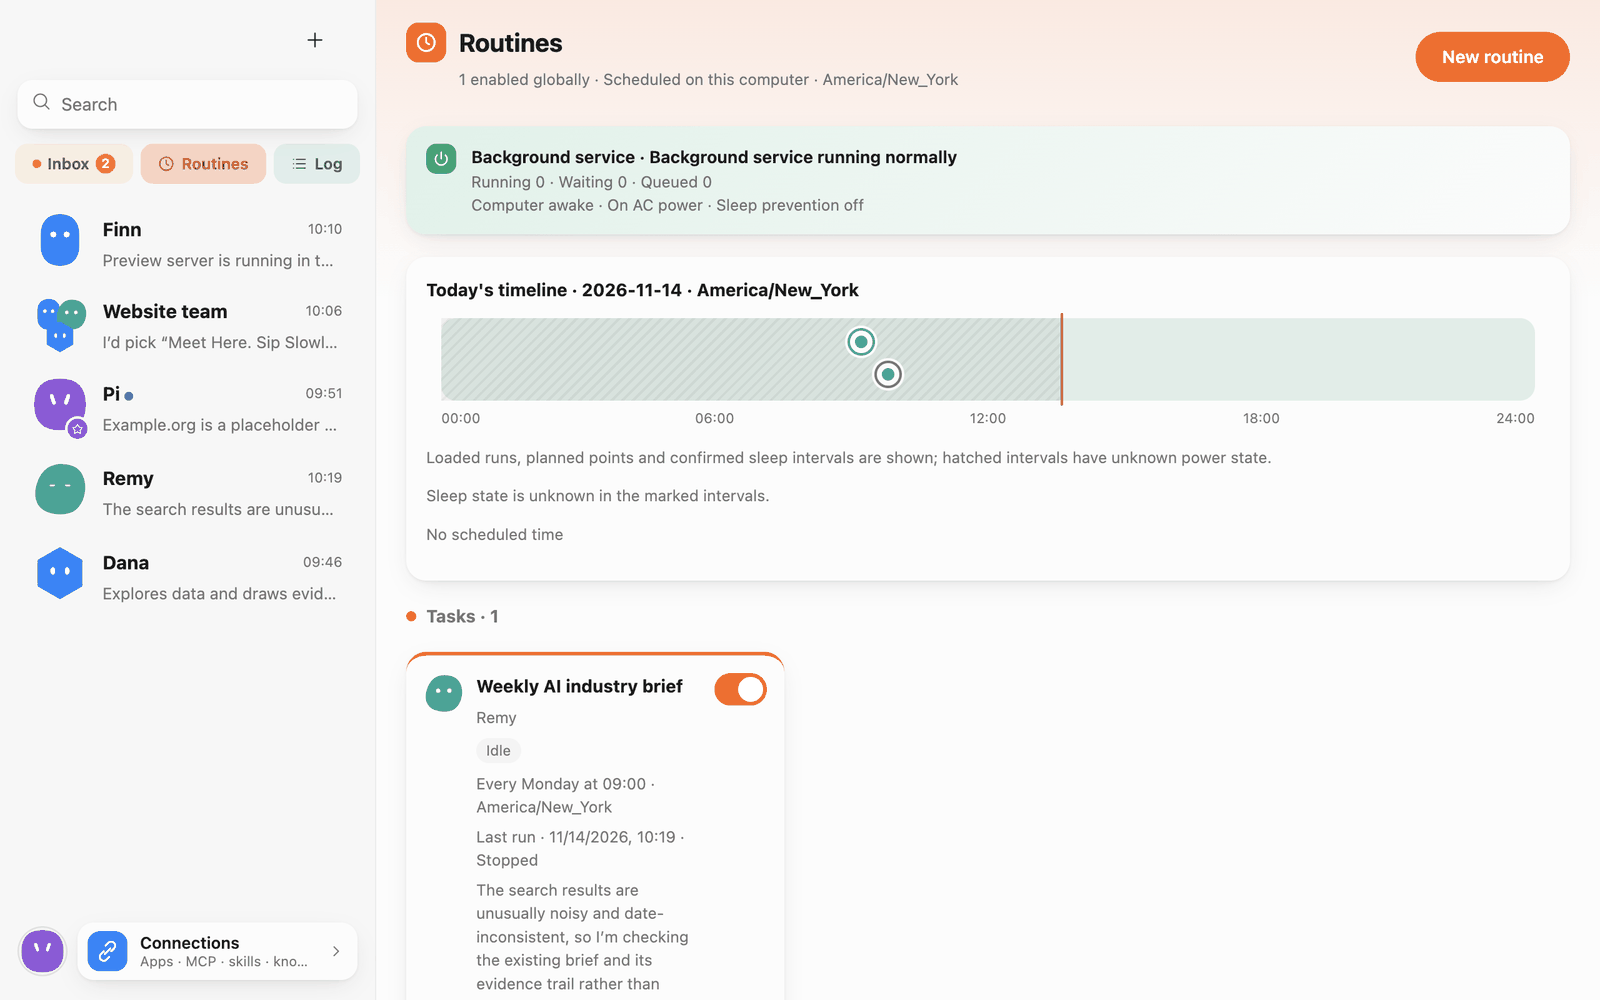 Search
Inbox 2
Routines
Log
Finn 10:10
Preview server is running in t...
Website team 10:06
I'd pick “Meet Here. Sip Slowl...
Pi 09:51
Example.org is a placeholder ...
Remy 10:19
The search results are unusu...
Dana 09:46
Explores data and draws evid...
Connections
Apps · MCP · skills · kno...
Routines
1 enabled globally · Scheduled on this computer · America/New_York
New routine
Background service · Background service running normally
Running 0 · Waiting 0 · Queued 0
Computer awake · On AC power · Sleep prevention off
Today's timeline · 2026-11-14 · America/New_York
00:00 06:00 12:00 18:00 24:00
Loaded runs, planned points and confirmed sleep intervals are shown; hatched intervals have unknown power state.
Sleep state is unknown in the marked intervals.
No scheduled time
Tasks · 1
Weekly AI industry brief
Remy
Idle
Every Monday at 09:00 ·
America/New_York
Last run · 11/14/2026, 10:19 ·
Stopped
The search results are
unusually noisy and date-
inconsistent, so I'm checking
the existing brief and its
evidence trail rather than